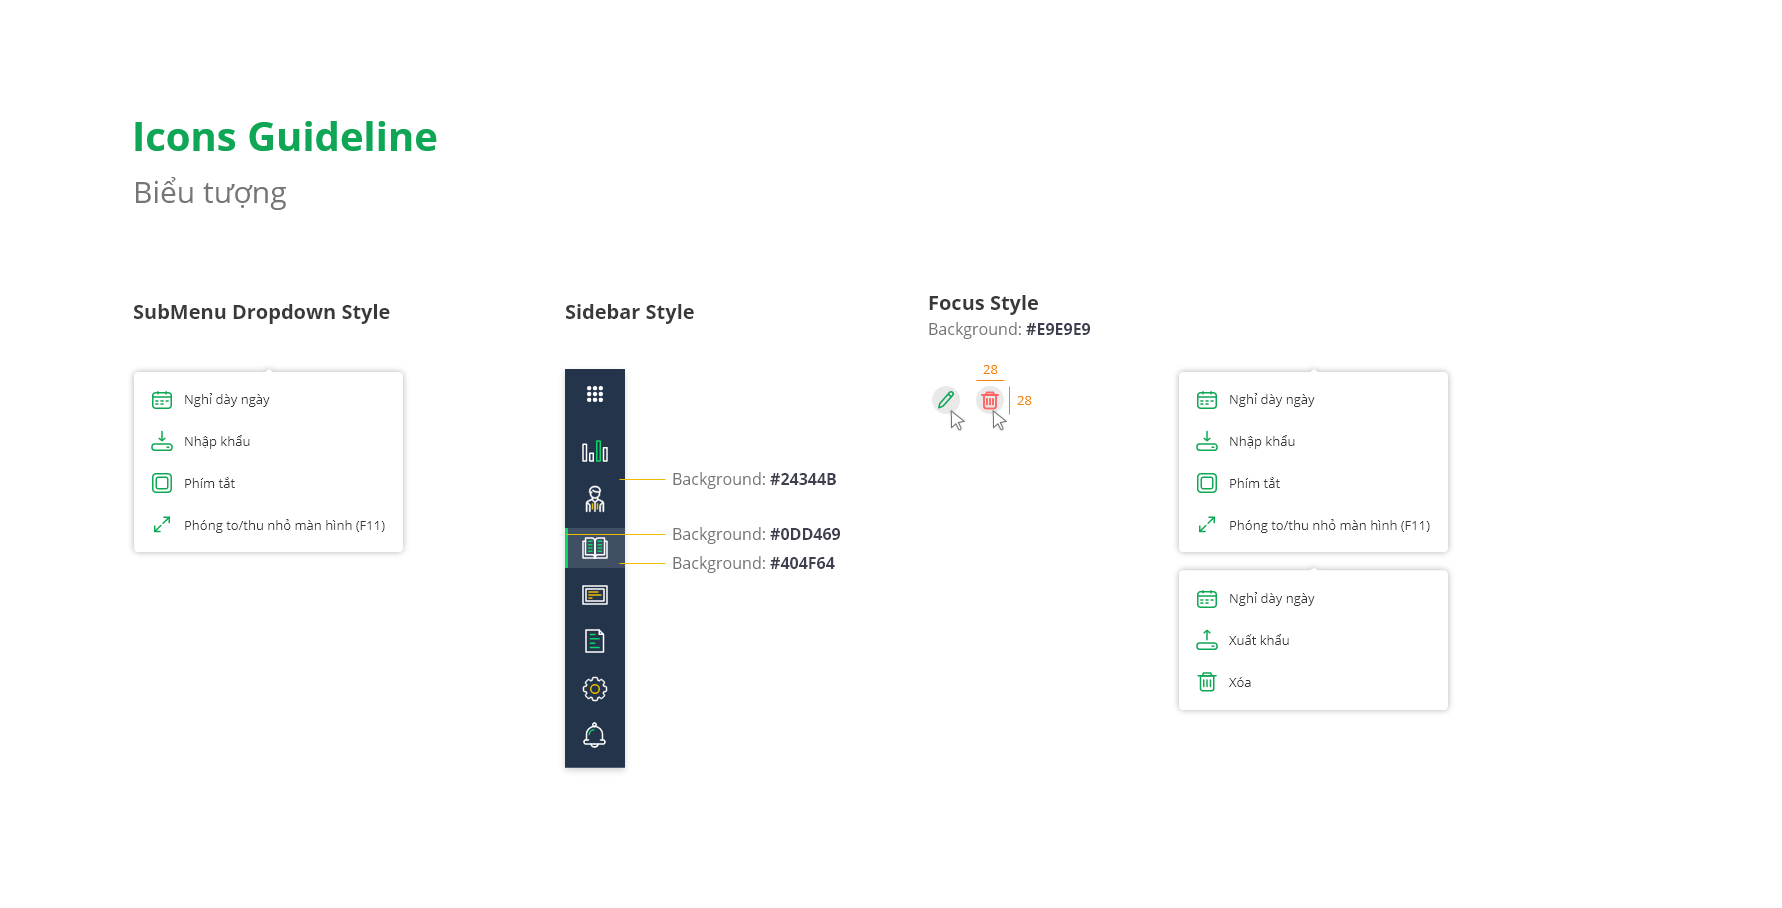 Icons Guideline
Biểu tượng
SubMenu Dropdown Style
Nghỉ dày ngày
Nhập khẩu
Phím tắt
Phóng to/thu nhỏ màn hình (F11)
Sidebar Style
Background: #24344B
Background: #0DD469
Background: #404F64
Focus Style
Background: #E9E9E9
28
28
Nghỉ dày ngày
Nhập khẩu
Phím tắt
Phóng to/thu nhỏ màn hình (F11)
Nghỉ dày ngày
Xuất khẩu
Xóa